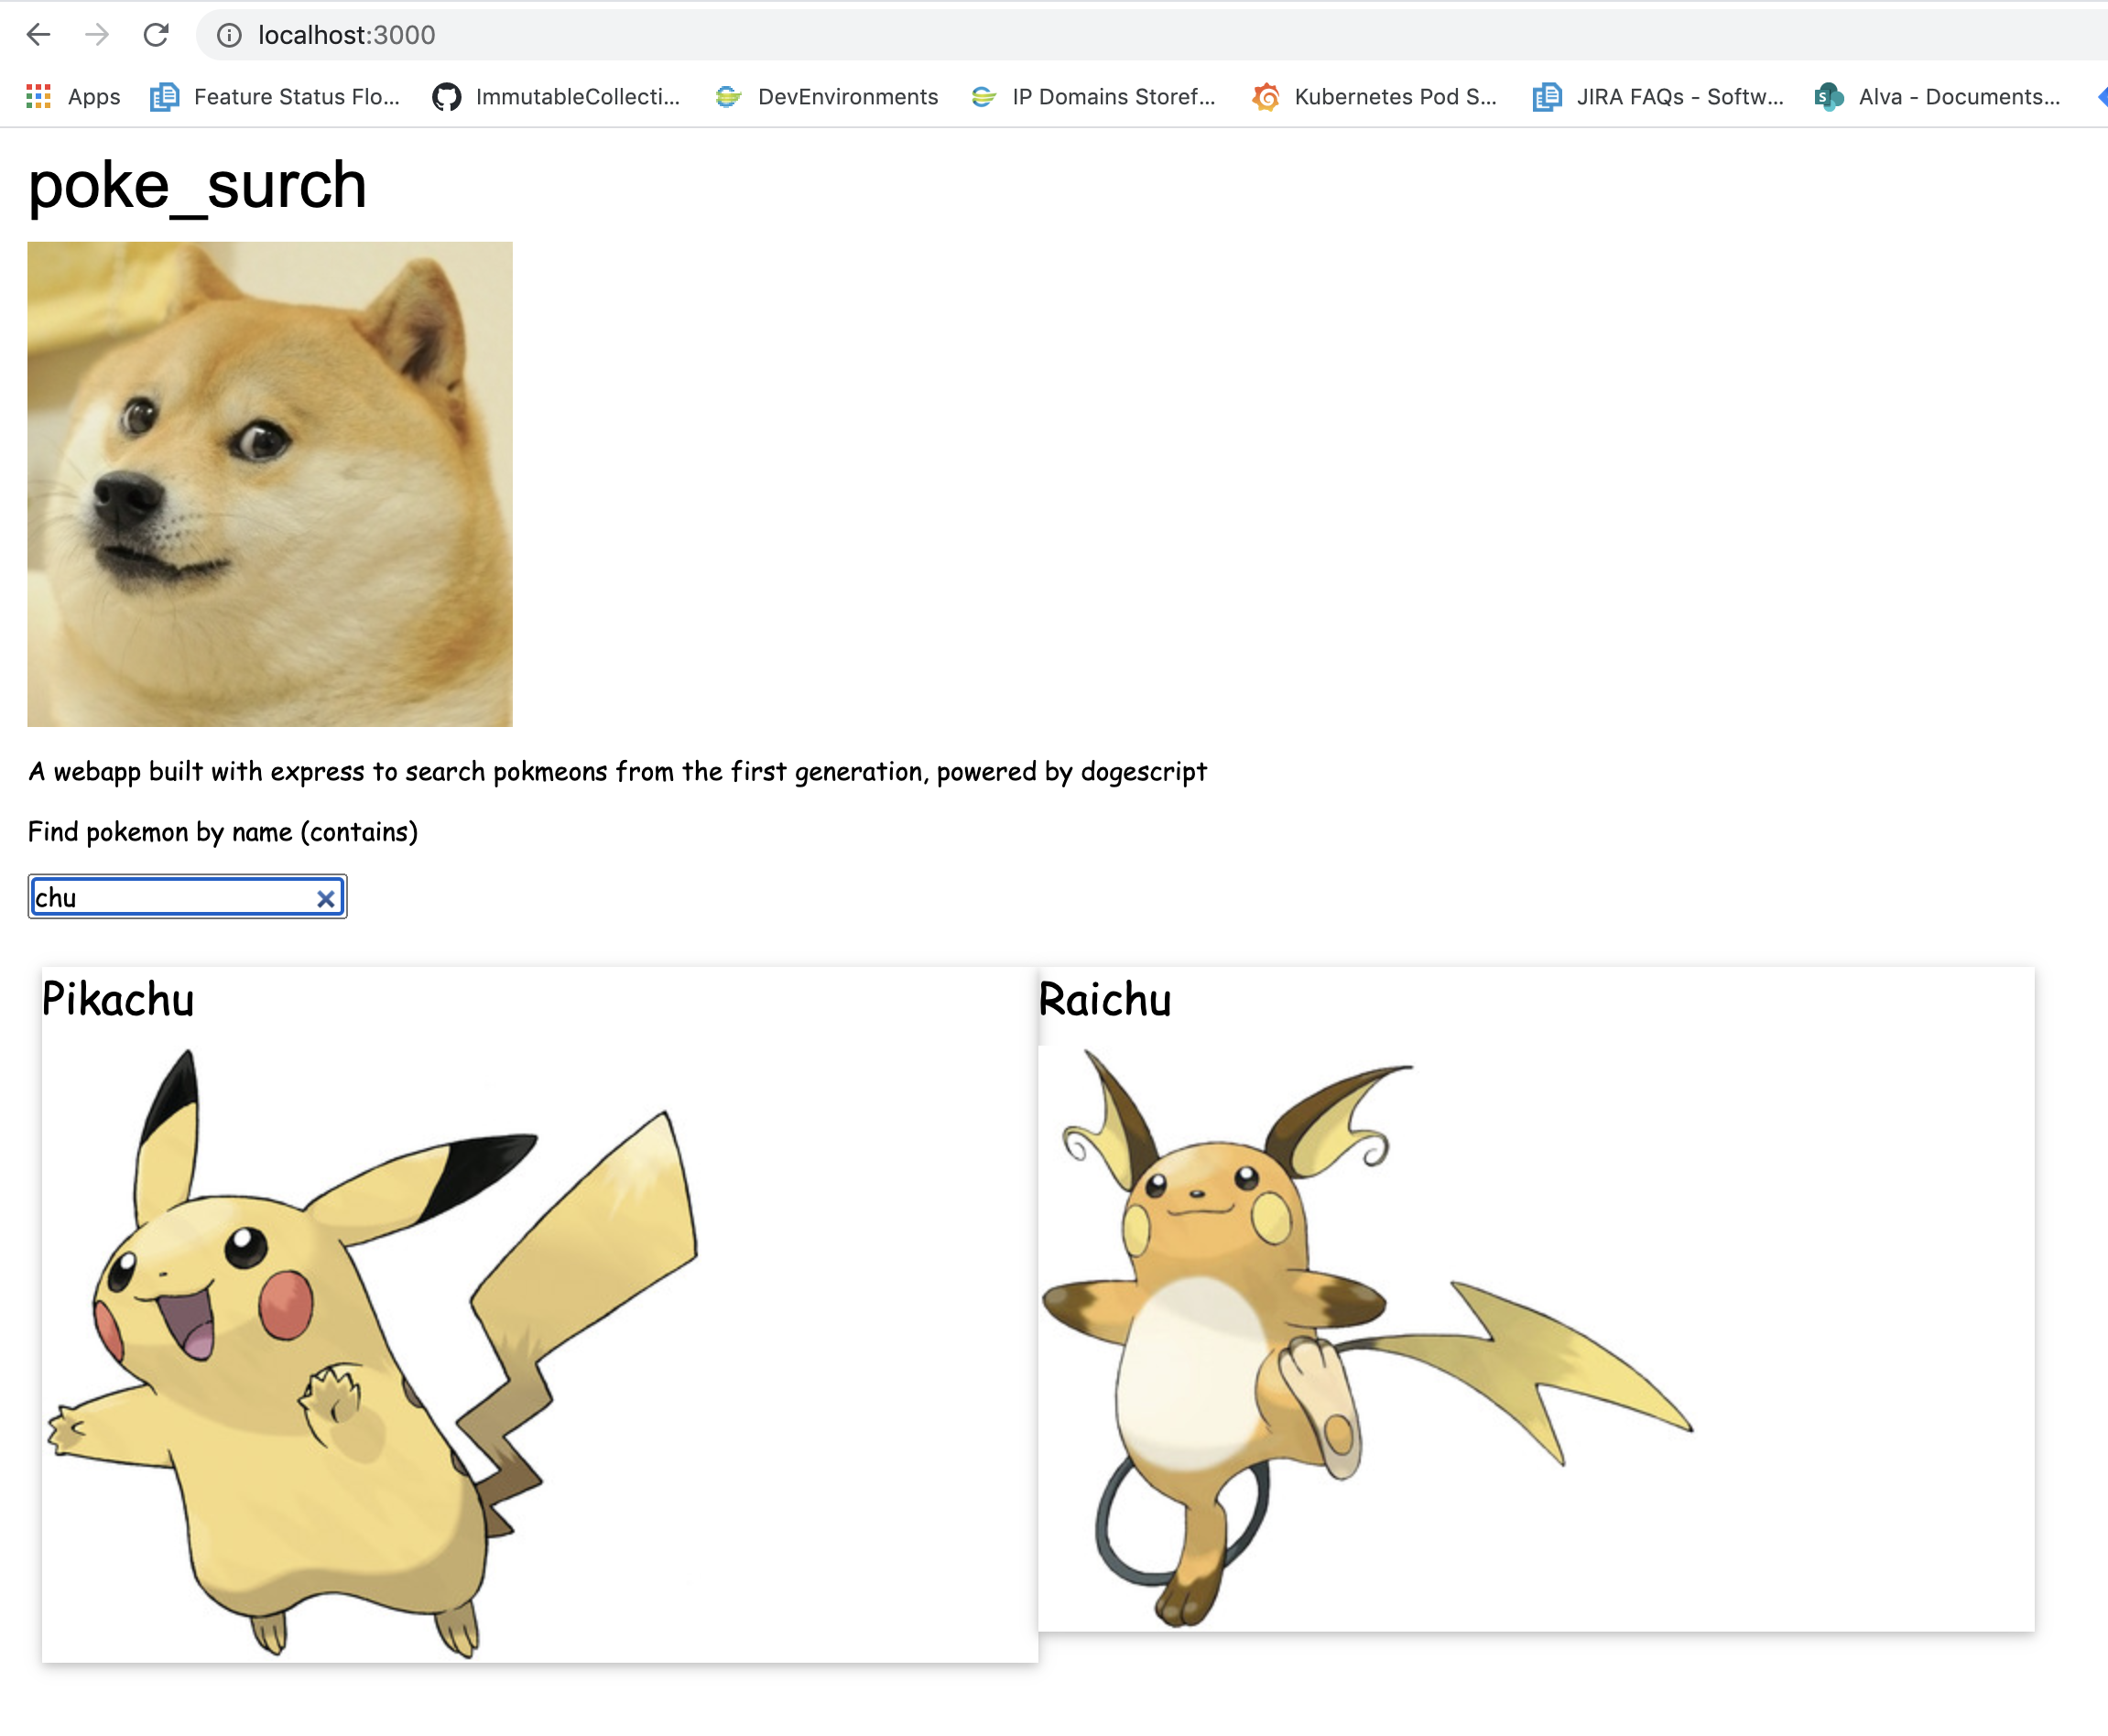 localhost:3000
Apps Feature Status Flo... ImmutableCollecti... DevEnvironments IP Domains Storef... Kubernetes Pod S... JIRA FAQs - Softw... Alva - Documents...
poke_surch
A webapp built with express to search pokmeons from the first generation, powered by dogescript
Find pokemon by name (contains)
chu
Pikachu Raichu